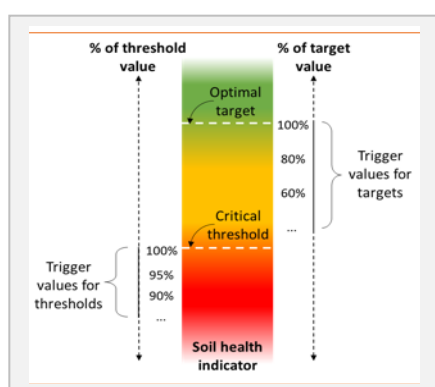 % of threshold
value
% of target
value
Optimal
target
100%
80%
60%
...
Trigger
values for
targets
Critical
threshold
100%
95%
90%
...
Trigger
values for
thresholds
Soil health
indicator